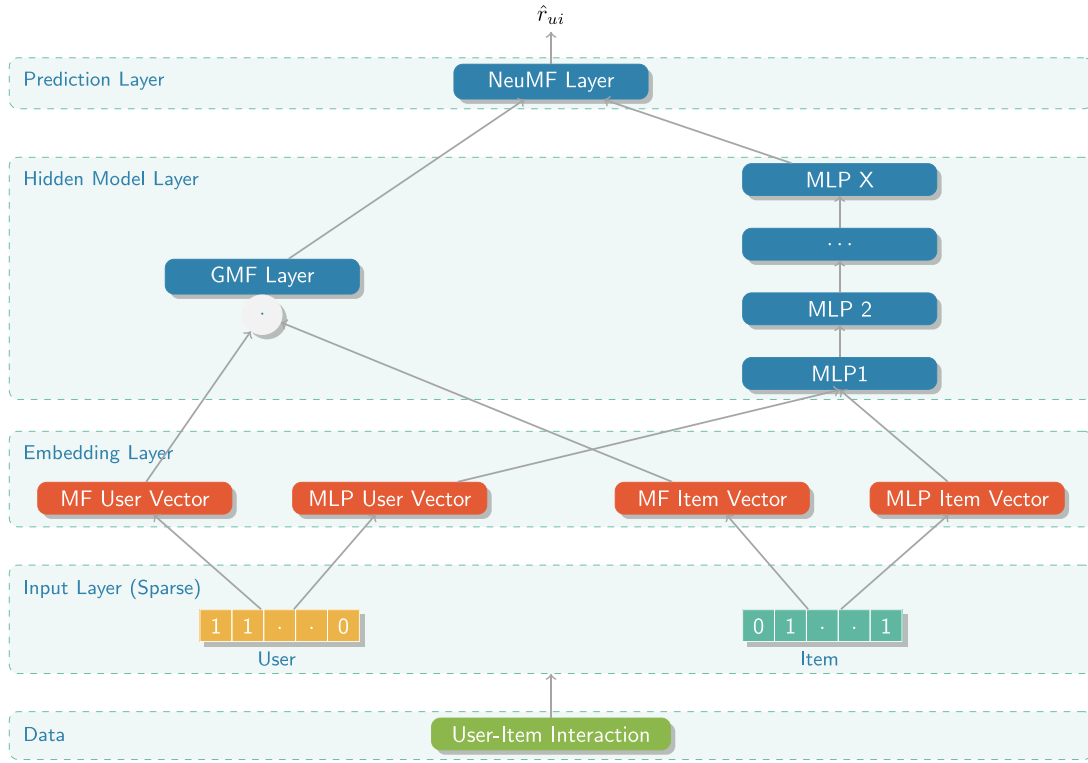 r̂ui
Prediction Layer
NeuMF Layer
Hidden Model Layer
MLP X
···
GMF Layer
·
MLP 2
MLP1
Embedding Layer
MF User Vector MLP User Vector MF Item Vector MLP Item Vector
Input Layer (Sparse)
1 1 · · 0 0 1 · · 1
User Item
Data
User-Item Interaction